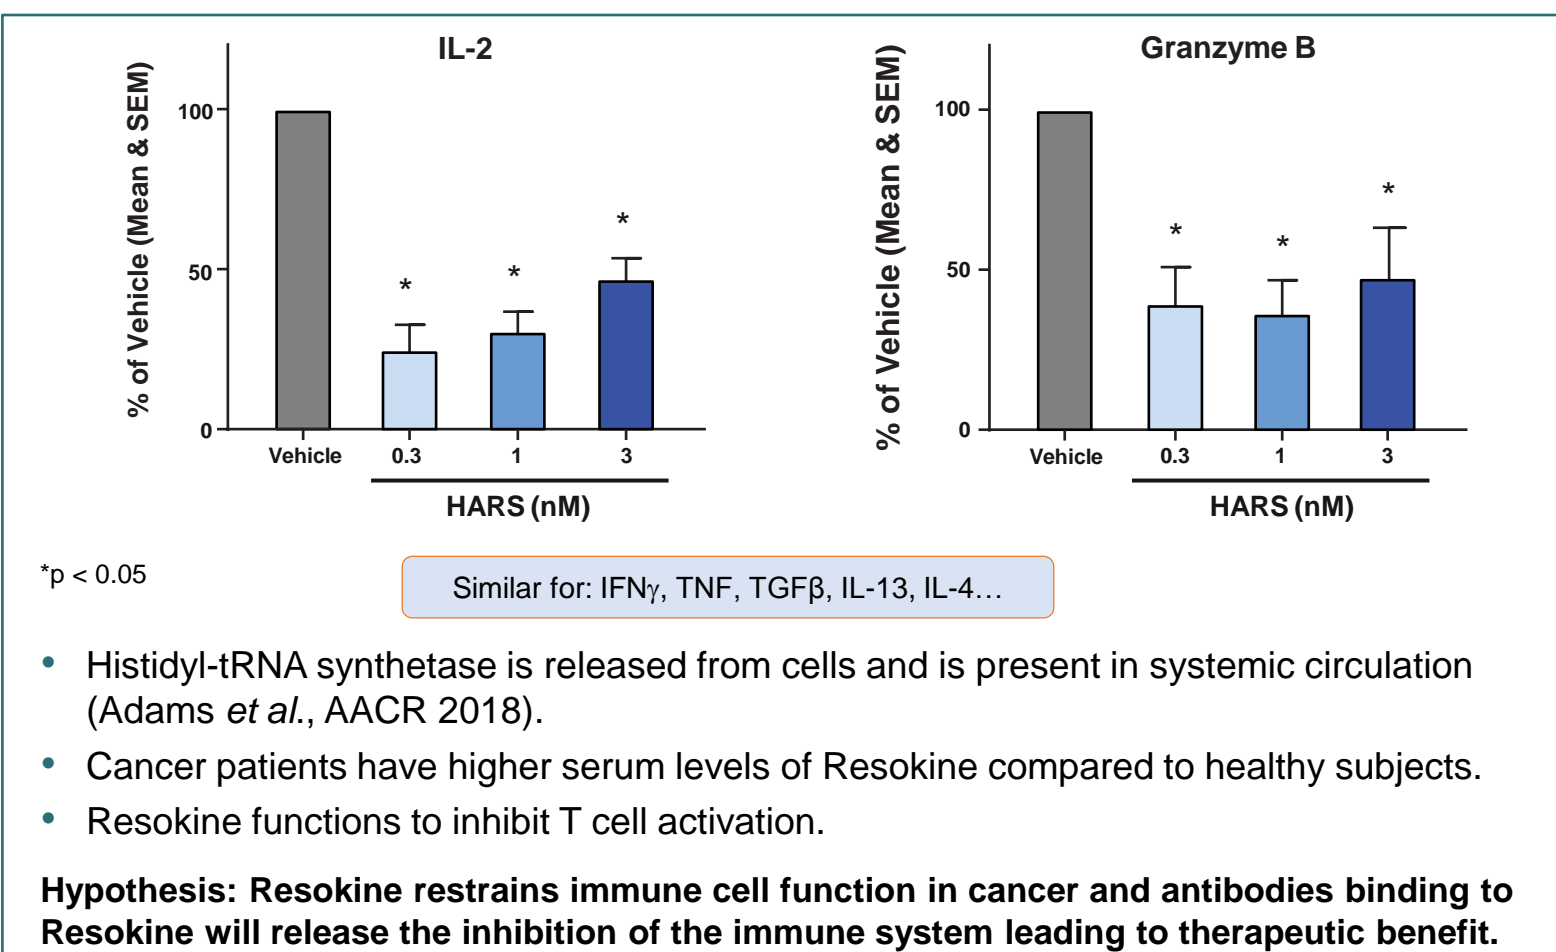 IL-2
% of Vehicle (Mean & SEM)
100
50
0
*
*
*
Vehicle 0.3 1 3
HARS (nM)
Granzyme B
% of Vehicle (Mean & SEM)
100
50
0
*
*
*
Vehicle 0.3 1 3
HARS (nM)
*p < 0.05
Similar for: IFNγ, TNF, TGFβ, IL-13, IL-4…
• Histidyl-tRNA synthetase is released from cells and is present in systemic circulation
(Adams et al., AACR 2018).
• Cancer patients have higher serum levels of Resokine compared to healthy subjects.
• Resokine functions to inhibit T cell activation.
Hypothesis: Resokine restrains immune cell function in cancer and antibodies binding to
Resokine will release the inhibition of the immune system leading to therapeutic benefit.